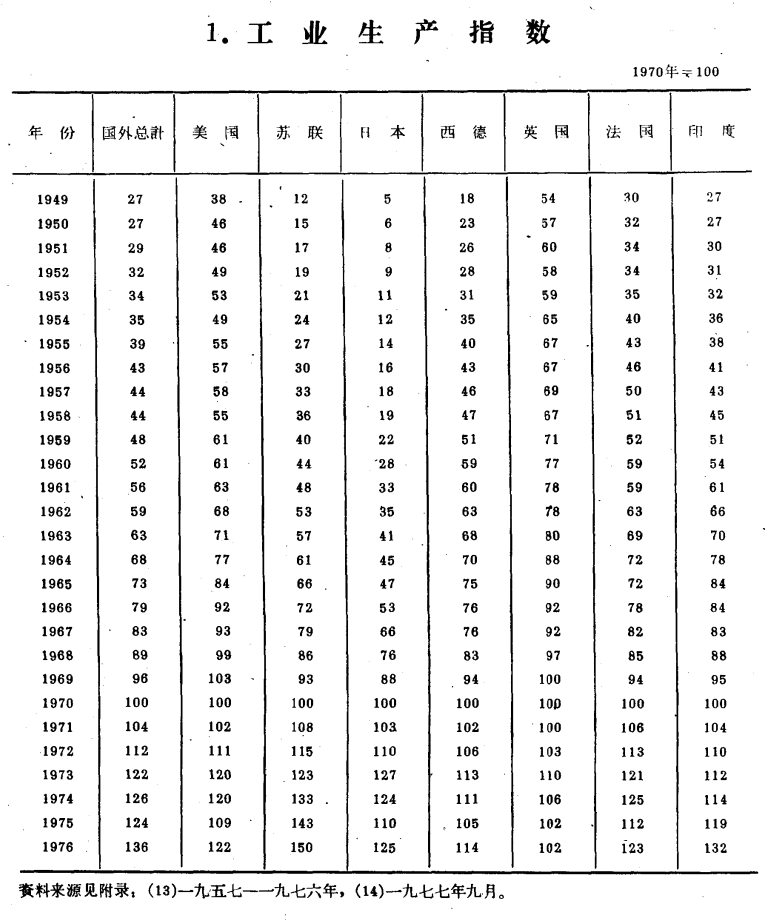 1. 工业生产指数
1970年=100
年份 国外总计 美国 苏联 日本 西德 英国 法国 印度
1949 27 38 12 5 18 54 30 27
1950 27 46 15 6 23 57 32 27
1951 29 46 17 8 26 60 34 30
1952 32 49 19 9 28 58 34 31
1953 34 53 21 11 31 59 35 32
1954 35 49 24 12 35 65 40 36
1955 39 55 27 14 40 67 43 38
1956 43 57 30 16 43 67 46 41
1957 44 58 33 18 46 69 50 43
1958 44 55 36 19 47 67 51 45
1959 48 61 40 22 51 71 52 51
1960 52 61 44 28 59 77 59 54
1961 56 63 48 33 60 78 59 61
1962 59 68 53 35 63 78 63 66
1963 63 71 57 41 68 80 69 70
1964 68 77 61 45 70 88 72 78
1965 73 84 66 47 75 90 72 84
1966 79 92 72 53 76 92 78 84
1967 83 93 79 66 76 92 82 83
1968 89 99 86 76 83 97 85 88
1969 96 103 93 88 94 100 94 95
1970 100 100 100 100 100 100 100 100
1971 104 102 108 103 102 100 106 104
1972 112 111 115 110 106 103 113 110
1973 122 120 123 127 113 110 121 112
1974 126 120 133 124 111 106 125 114
1975 124 109 143 110 105 102 112 119
1976 136 122 150 125 114 102 123 132
资料来源见附录：(13)一九五七——一九七六年，(14)一九七七年九月。